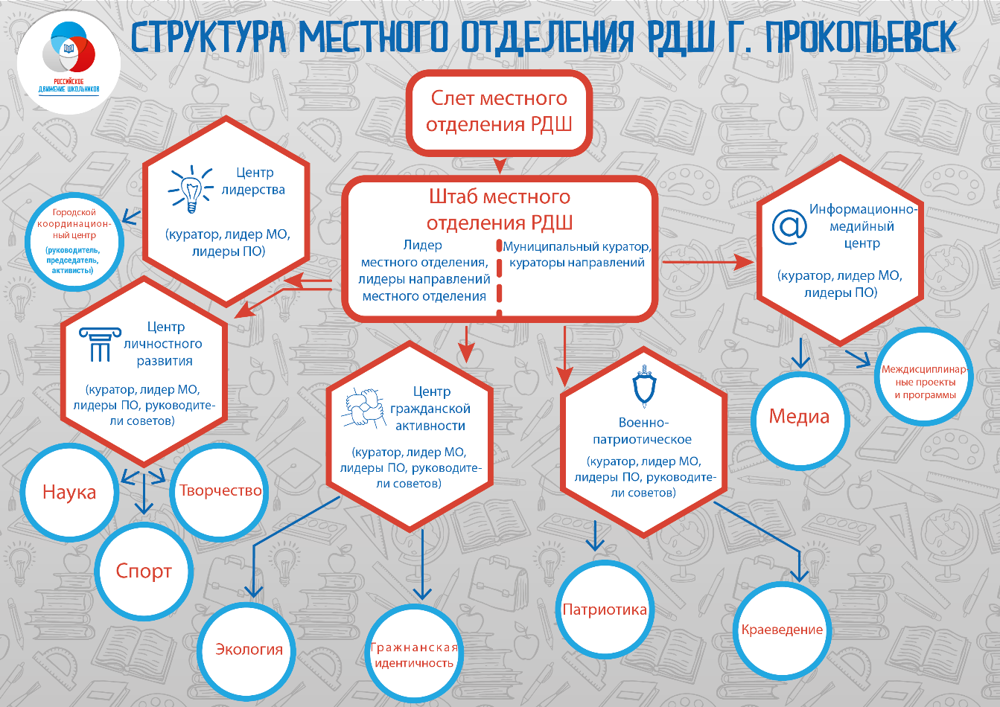 СТРУКТУРА МЕСТНОГО ОТДЕЛЕНИЯ РДШ Г. ПРОКОПЬЕВСК
РОССИЙСКОЕ
ДВИЖЕНИЕ ШКОЛЬНИКОВ
Слет местного
отделения РДШ
Штаб местного
отделения РДШ
Лидер
местного отделения,
лидеры направлений
местного отделения
Муниципальный куратор,
кураторы направлений
Центр
лидерства
(куратор, лидер МО,
лидеры ПО)
Городской
координацион-
ный центр
(руководитель,
председатель,
активисты)
Центр
личностного
развития
(куратор, лидер МО,
лидеры ПО, руководите-
ли советов)
Наука
Творчество
Спорт
Центр
гражданской
активности
(куратор, лидер МО,
лидеры ПО, руководите-
ли советов)
Экология
Гражнанская
идентичность
Военно-
патриотическое
(куратор, лидер МО,
лидеры ПО, руководите-
ли советов)
Патриотика
Краеведение
Информационно-
медийный
центр
(куратор, лидер МО,
лидеры ПО)
Медиа
Междисциплинар-
ные проекты
и программы